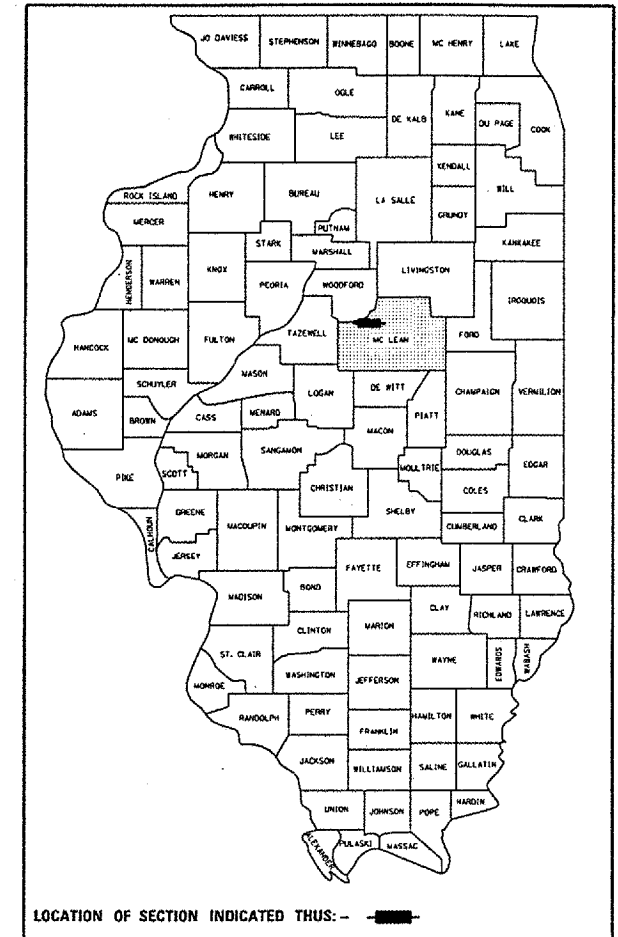 JO DAVIESS STEPHENSON WINNEBAGO BOONE MC HENRY LAKE
CARROLL OGLE DE KALB KANE DU PAGE COOK
WHITESIDE LEE KENDALL WILL
ROCK ISLAND HENRY BUREAU LA SALLE GRUNDY
MERCER STARK PUTNAM KANKAKEE
HENDERSON WARREN KNOX PEORIA MARSHALL WOODFORD LIVINGSTON IROQUOIS
HANCOCK MC DONOUGH FULTON TAZEWELL MC LEAN FORD
SCHUYLER MASON LOGAN DE WITT CHAMPAIGN VERMILION
ADAMS BROWN CASS MENARD MACON PIATT
PIKE SCOTT MORGAN SANGAMON CHRISTIAN MOULTRIE DOUGLAS EDGAR
COLES
CALHOUN GREENE MACOUPIN MONTGOMERY SHELBY CUMBERLAND CLARK
JERSEY FAYETTE EFFINGHAM JASPER CRAWFORD
MADISON BOND CLAY RICHLAND LAWRENCE
CLINTON MARION
ST. CLAIR WASHINGTON JEFFERSON WAYNE EDWARDS WABASH
MONROE
RANDOLPH PERRY FRANKLIN HAMILTON WHITE
JACKSON WILLIAMSON SALINE GALLATIN
UNION JOHNSON POPE HARDIN
ALEXANDER PULASKI MASSAC
LOCATION OF SECTION INDICATED THUS:-